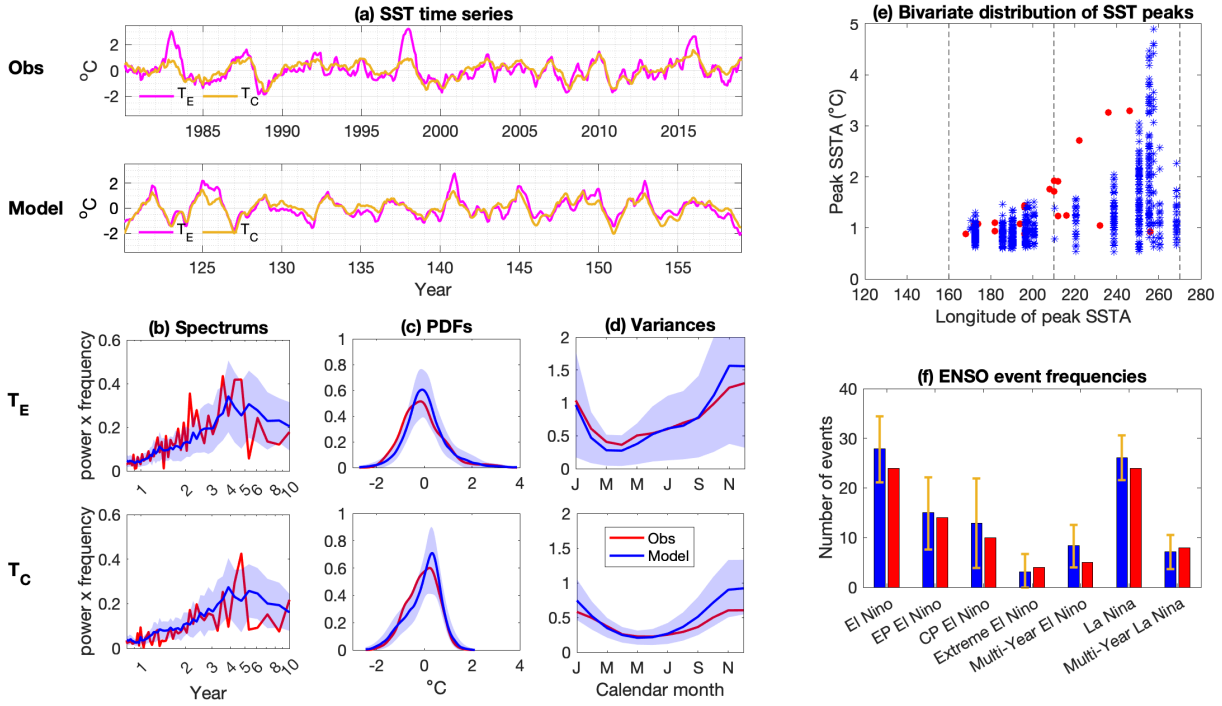 (a) SST time series
Obs
°C
2
0
-2
T_E T_C
1985 1990 1995 2000 2005 2010 2015
Model
°C
2
0
-2
T_E T_C
125 130 135 140 145 150 155
Year
(b) Spectrums
T_E
power x frequency
0.6
0.4
0.2
0
1 2 3 4 5 6 10
T_C
power x frequency
0.6
0.4
0.2
0
1 2 3 4 5 6 10
Year
(c) PDFs
1
0.8
0.6
0.4
0.2
0
-2 0 2 4
1
0.8
0.6
0.4
0.2
0
-2 0 2 4
°C
(d) Variances
2
1.5
1
0.5
0
J M M J S N
2
1.5
1
0.5
0
Obs
Model
J M M J S N
Calendar month
(e) Bivariate distribution of SST peaks
Peak SSTA (°C)
5
4
3
2
1
0
120 140 160 180 200 220 240 260 280
Longitude of peak SSTA
(f) ENSO event frequencies
Number of events
40
30
20
10
0
El Nino
EP El Nino
CP El Nino
Extreme El Nino
Multi-Year El Nino
La Nina
Multi-Year La Nina